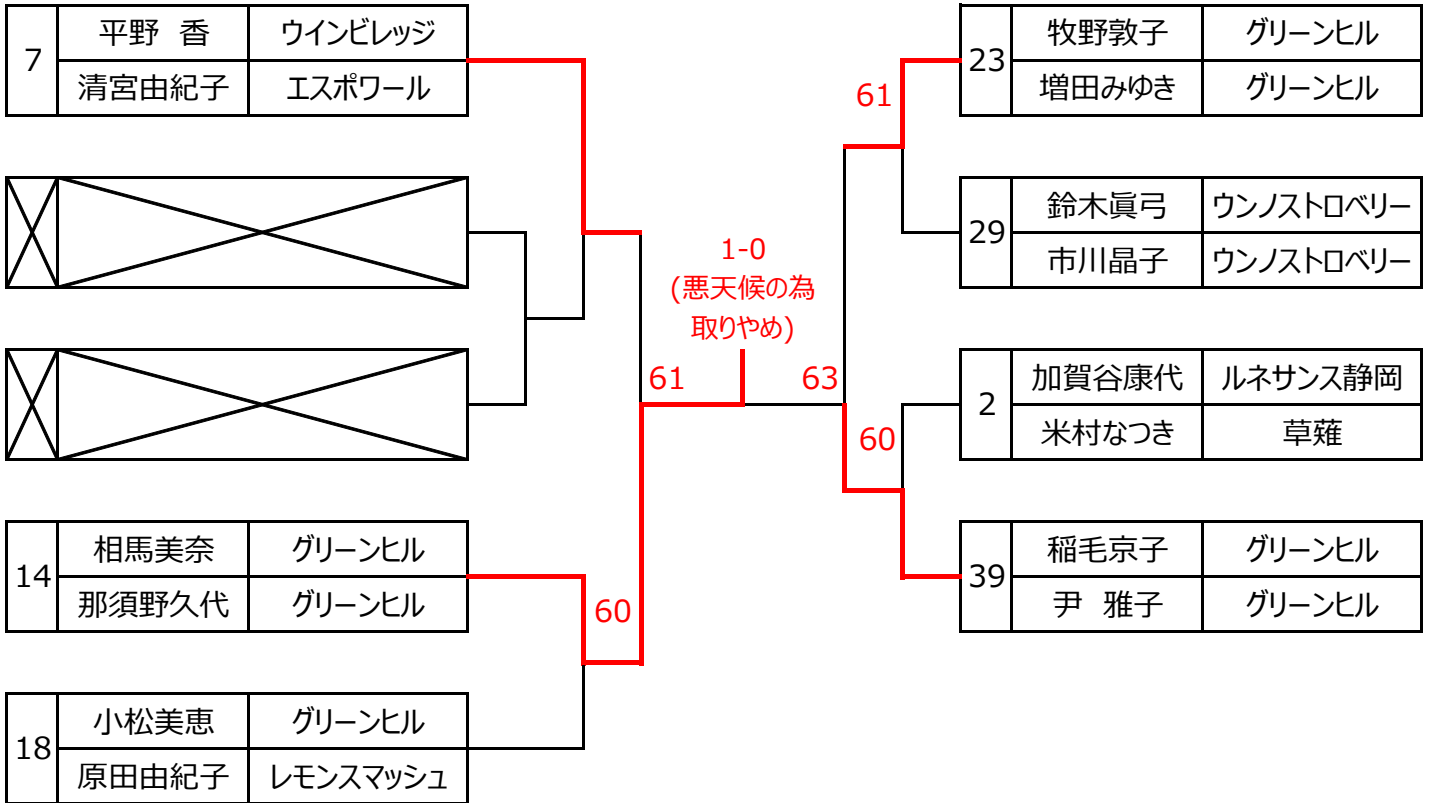 7 平野 香 ウインビレッジ
清宮由紀子 エスポワール
14 相馬美奈 グリーンヒル
那須野久代 グリーンヒル
18 小松美恵 グリーンヒル
原田由紀子 レモンスマッシュ
60
61
1-0
(悪天候の為
取りやめ)
63
61
60
23 牧野敦子 グリーンヒル
増田みゆき グリーンヒル
29 鈴木眞弓 ウンノストロベリー
市川晶子 ウンノストロベリー
2 加賀谷康代 ルネサンス静岡
米村なつき 草薙
39 稲毛京子 グリーンヒル
尹 雅子 グリーンヒル